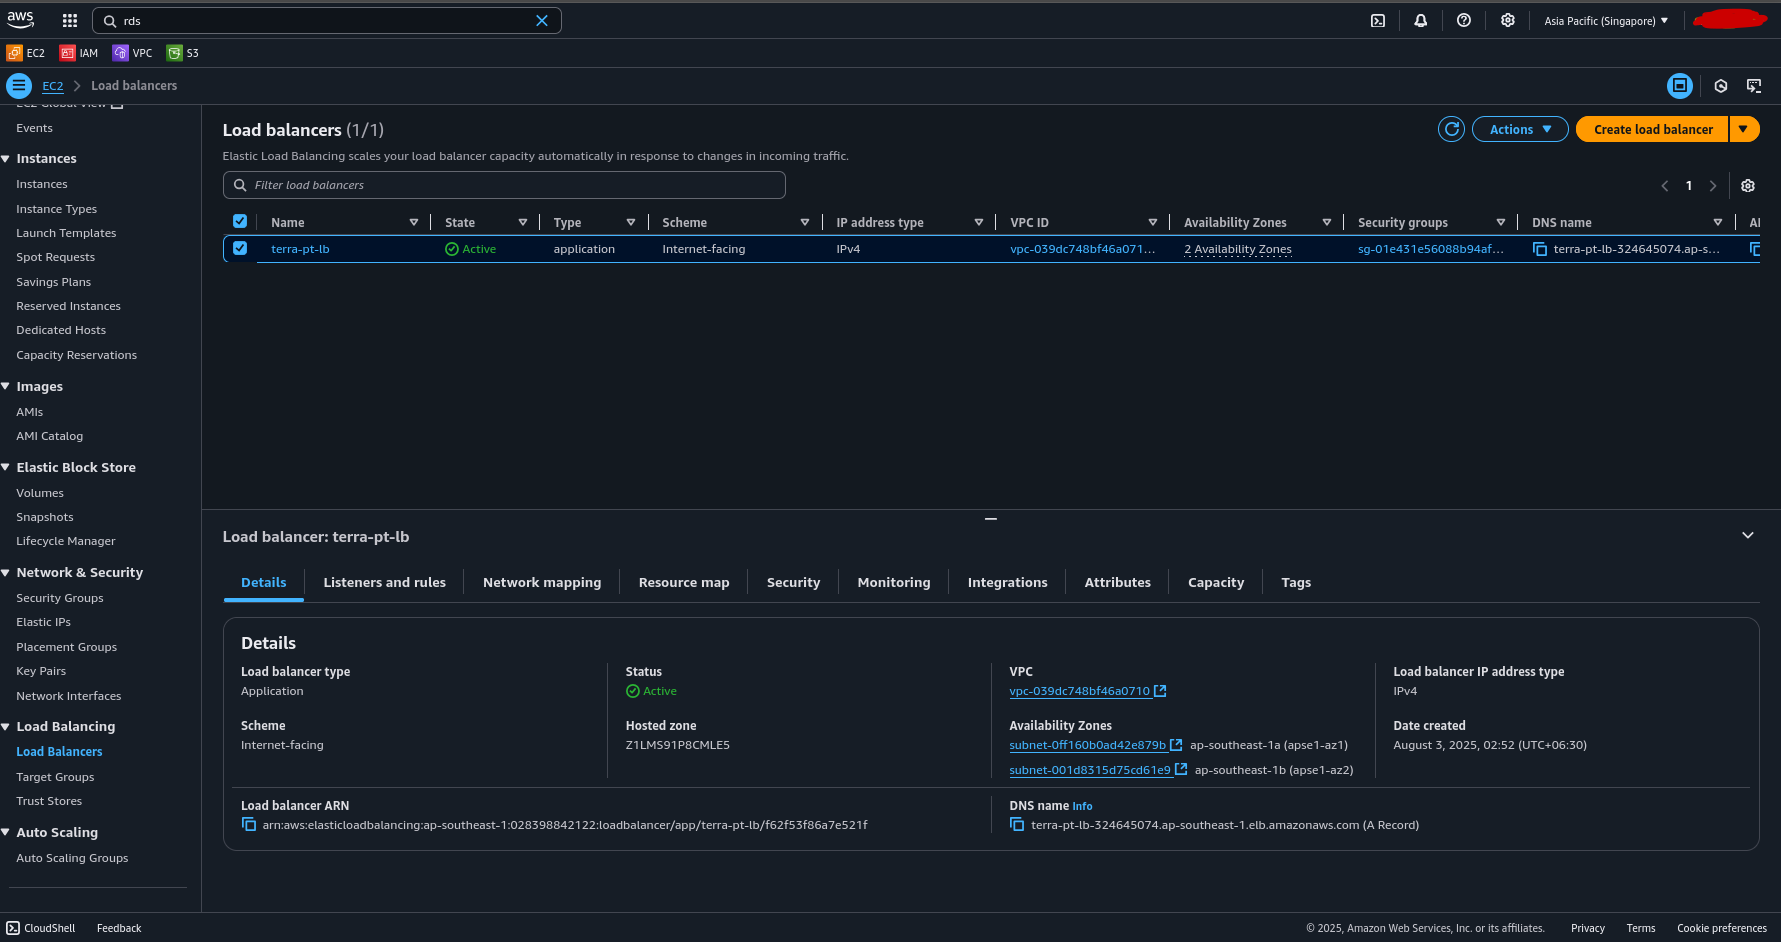 aws
rds
Asia Pacific (Singapore)
EC2 IAM VPC S3
EC2 Load balancers
EC2 Global View
Events
Instances
Instances
Instance Types
Launch Templates
Spot Requests
Savings Plans
Reserved Instances
Dedicated Hosts
Capacity Reservations
Images
AMIs
AMI Catalog
Elastic Block Store
Volumes
Snapshots
Lifecycle Manager
Network & Security
Security Groups
Elastic IPs
Placement Groups
Key Pairs
Network Interfaces
Load Balancing
Load Balancers
Target Groups
Trust Stores
Auto Scaling
Auto Scaling Groups
Load balancers (1/1)
Actions
Create load balancer
Elastic Load Balancing scales your load balancer capacity automatically in response to changes in incoming traffic.
Filter load balancers
1
Name State Type Scheme IP address type VPC ID Availability Zones Security groups DNS name
terra-pt-lb Active application Internet-facing IPv4 vpc-039dc748bf46a071... 2 Availability Zones sg-01e431e56088b94af... terra-pt-lb-324645074.ap-s...
Load balancer: terra-pt-lb
Details Listeners and rules Network mapping Resource map Security Monitoring Integrations Attributes Capacity Tags
Details
Load balancer type
Application
Status
Active
VPC
vpc-039dc748bf46a0710
Load balancer IP address type
IPv4
Scheme
Internet-facing
Hosted zone
Z1LMS91P8CMLE5
Availability Zones
subnet-0ff160b0ad42e879b ap-southeast-1a (apse1-az1)
subnet-001d8315d75cd61e9 ap-southeast-1b (apse1-az2)
Date created
August 3, 2025, 02:52 (UTC+06:30)
Load balancer ARN
arn:aws:elasticloadbalancing:ap-southeast-1:028398842122:loadbalancer/app/terra-pt-lb/f62f53f86a7e521f
DNS name Info
terra-pt-lb-324645074.ap-southeast-1.elb.amazonaws.com (A Record)
CloudShell Feedback
© 2025, Amazon Web Services, Inc. or its affiliates. Privacy Terms Cookie preferences